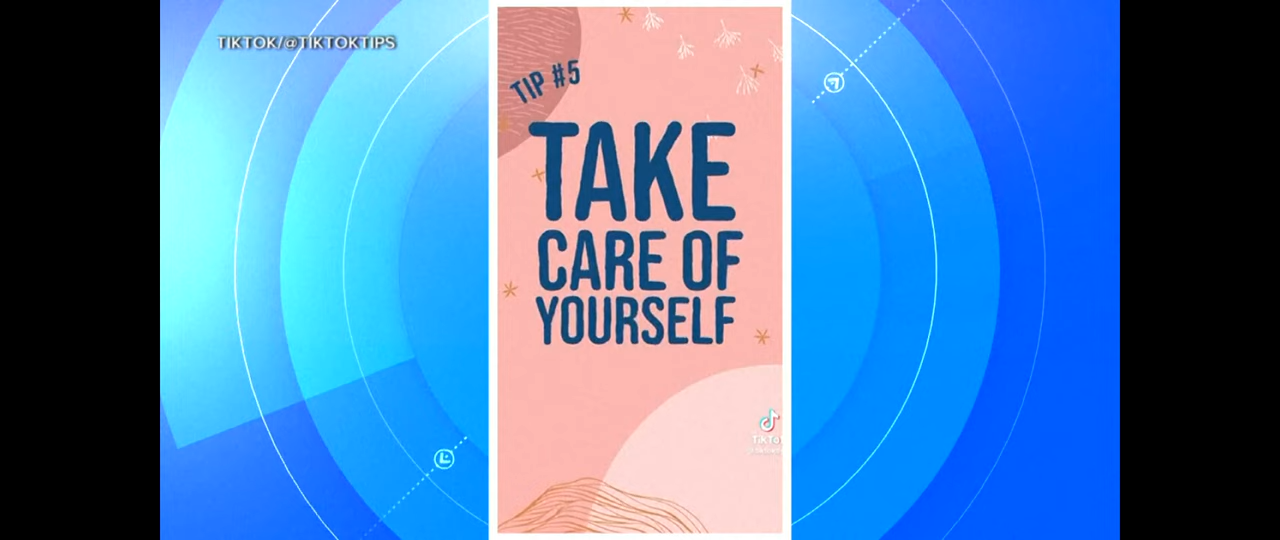 TIKTOK/@TIKTOKTIPS
TIP #5
TAKE
CARE OF
YOURSELF
TikTok